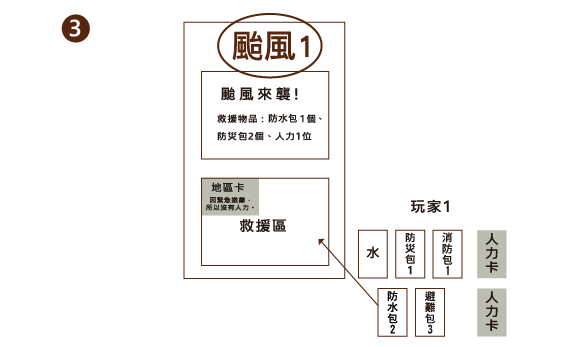 3
颱風1
颱風來襲!
救援物品：防水包1個、
防災包2個、人力1位
地區卡
因緊急撤離，
所以沒有人力。
救援區
玩家1
水
防災包1
消防包1
人力卡
防水包2
避難包3
人力卡